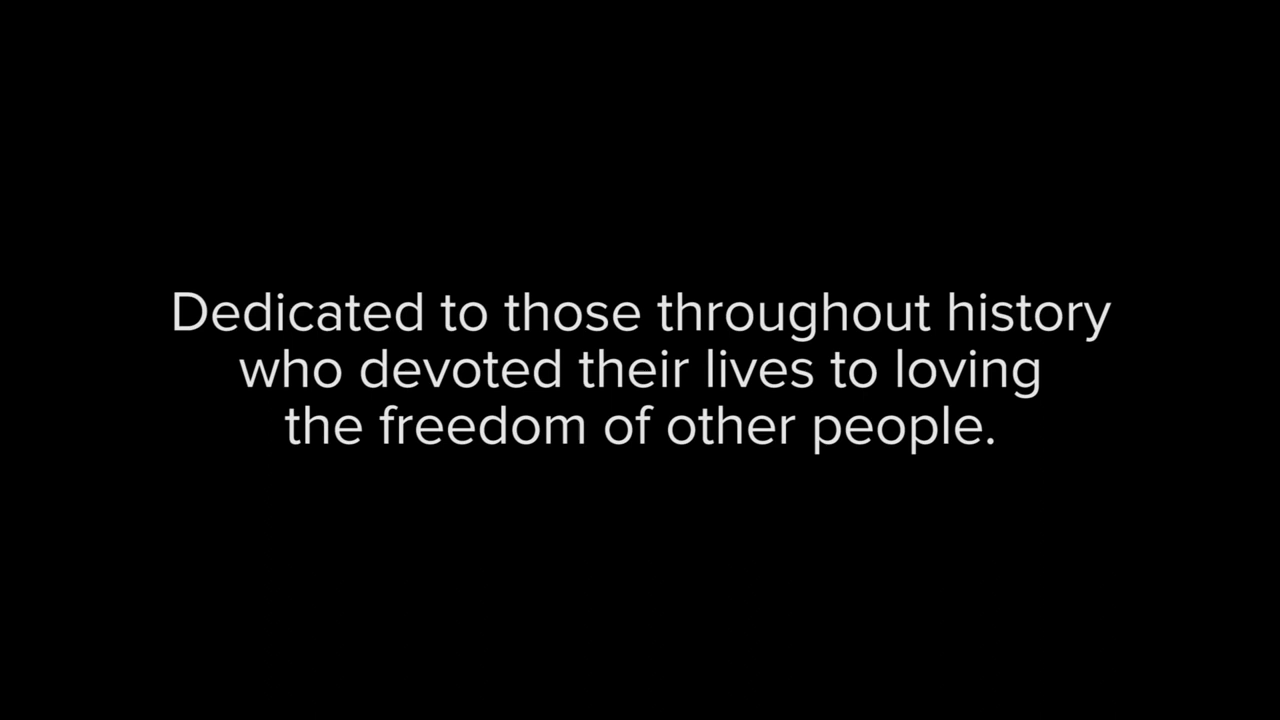 Dedicated to those throughout history
who devoted their lives to loving
the freedom of other people.